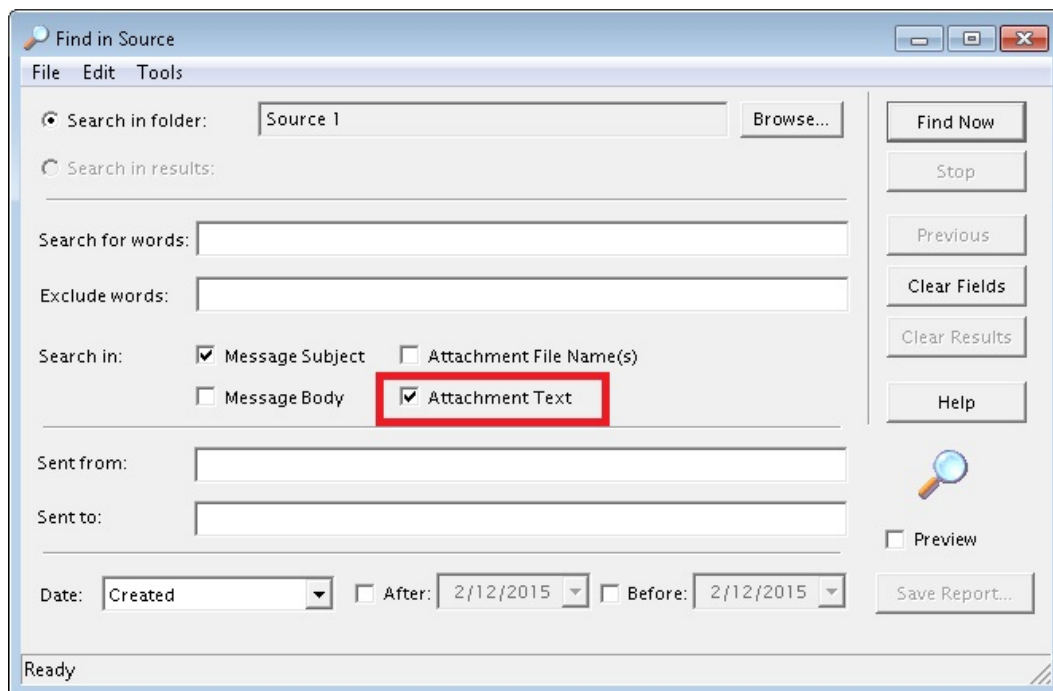 Find in Source
File Edit Tools
Search in folder: Source 1 Browse... Find Now
Search in results: Stop
Search for words: Previous
Exclude words: Clear Fields
Search in: Message Subject Attachment File Name(s) Clear Results
Message Body Attachment Text Help
Sent from:
Sent to:
Preview
Date: Created After: 2/12/2015 Before: 2/12/2015 Save Report...
Ready